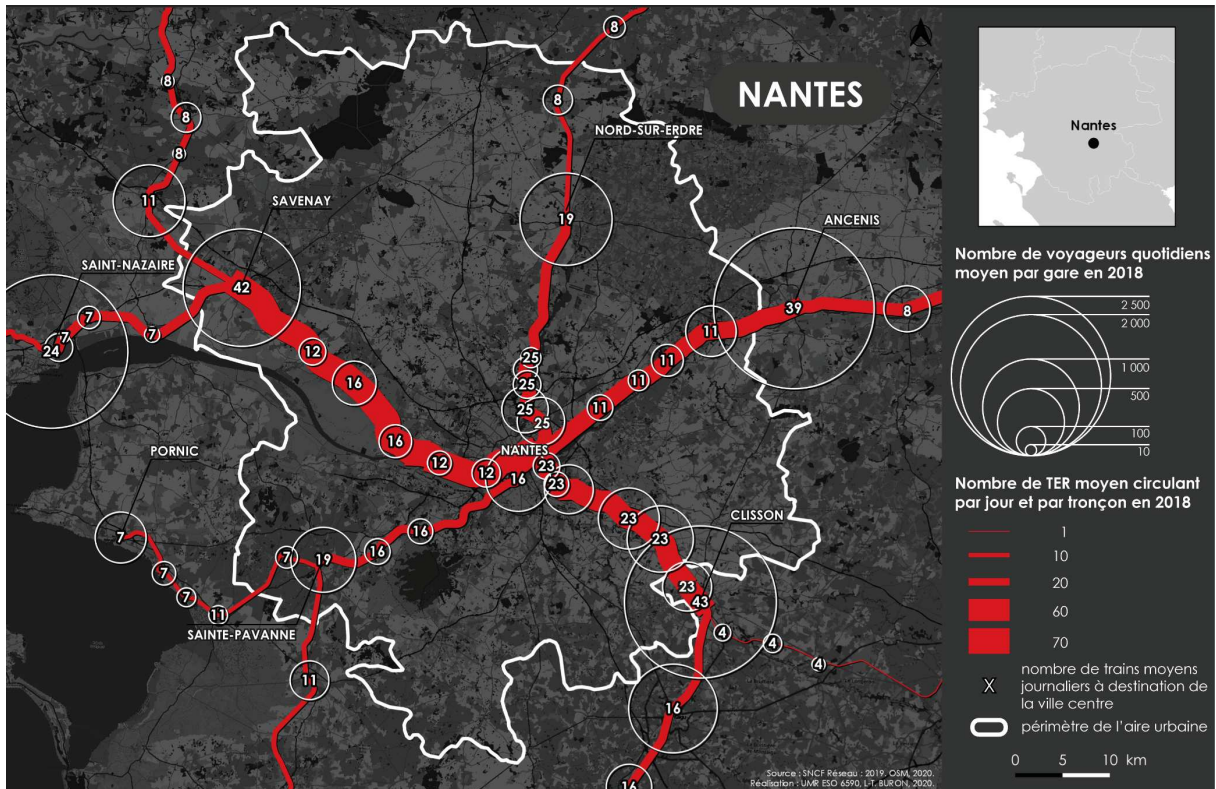 NANTES
8
8
8
8
8
NORD-SUR-ERDRE
11
SAVENAY
19
ANCENIS
SAINT-NAZAIRE
42
39
8
7
7
7
11
24
12
11
25
16
25
11
11
25
25
16
NANTES
12
12
23
16
23
PORNIC
23
CLISSON
16
23
7
16
7
19
7
23
7
43
11
SAINTE-PAVANNE
4
4
4
11
16
16
Source : SNCF Réseau : 2019. OSM, 2020.
Réalisation : UMR ESO 6590, L-T. BURON, 2020.
Nantes
Nombre de voyageurs quotidiens
moyen par gare en 2018
2 500
2 000
1 000
500
100
10
Nombre de TER moyen circulant
par jour et par tronçon en 2018
1
10
20
60
70
X
nombre de trains moyens
journaliers à destination de
la ville centre
périmètre de l'aire urbaine
0 5 10 km